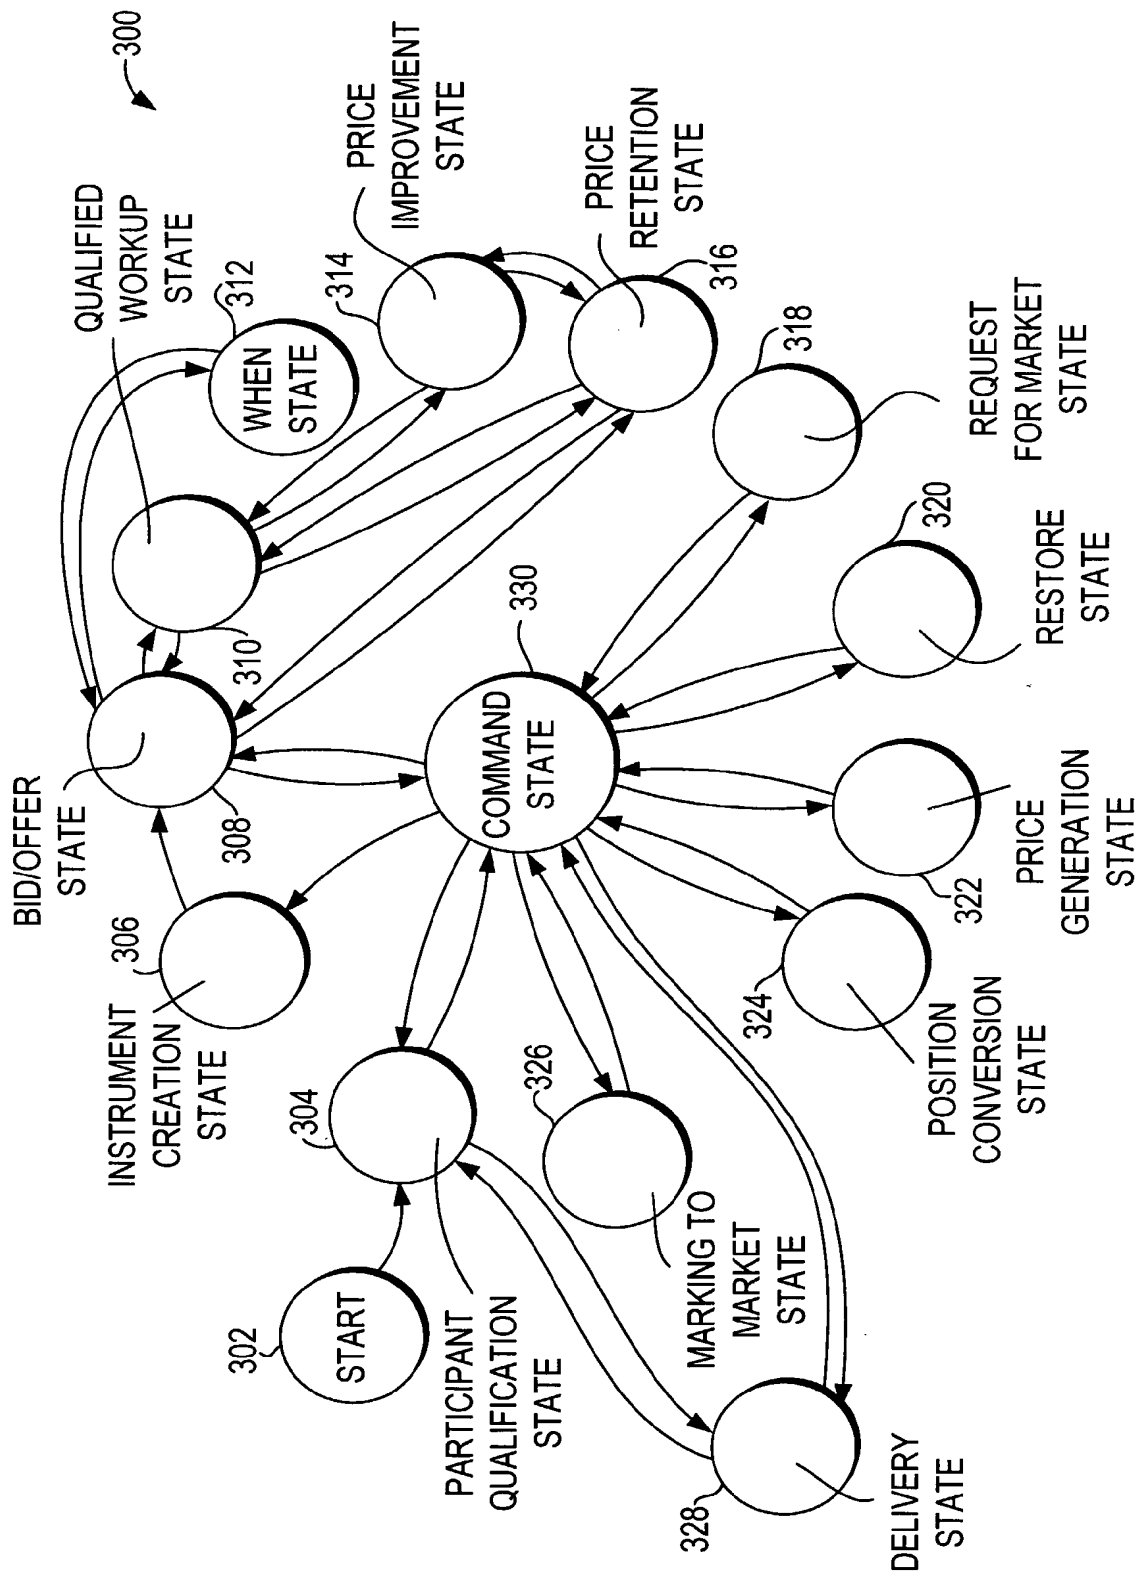 300
BID/OFFER
STATE
308
QUALIFIED
WORKUP
STATE
310
312
WHEN
STATE
314
PRICE
IMPROVEMENT
STATE
PRICE
RETENTION
STATE
316
INSTRUMENT
CREATION
STATE
306
COMMAND
STATE
330
318
REQUEST
FOR MARKET
STATE
302
START
304
PARTICIPANT
QUALIFICATION
STATE
326
MARKING TO
MARKET
STATE
324
POSITION
CONVERSION
STATE
322
PRICE
GENERATION
STATE
320
RESTORE
STATE
328
DELIVERY
STATE